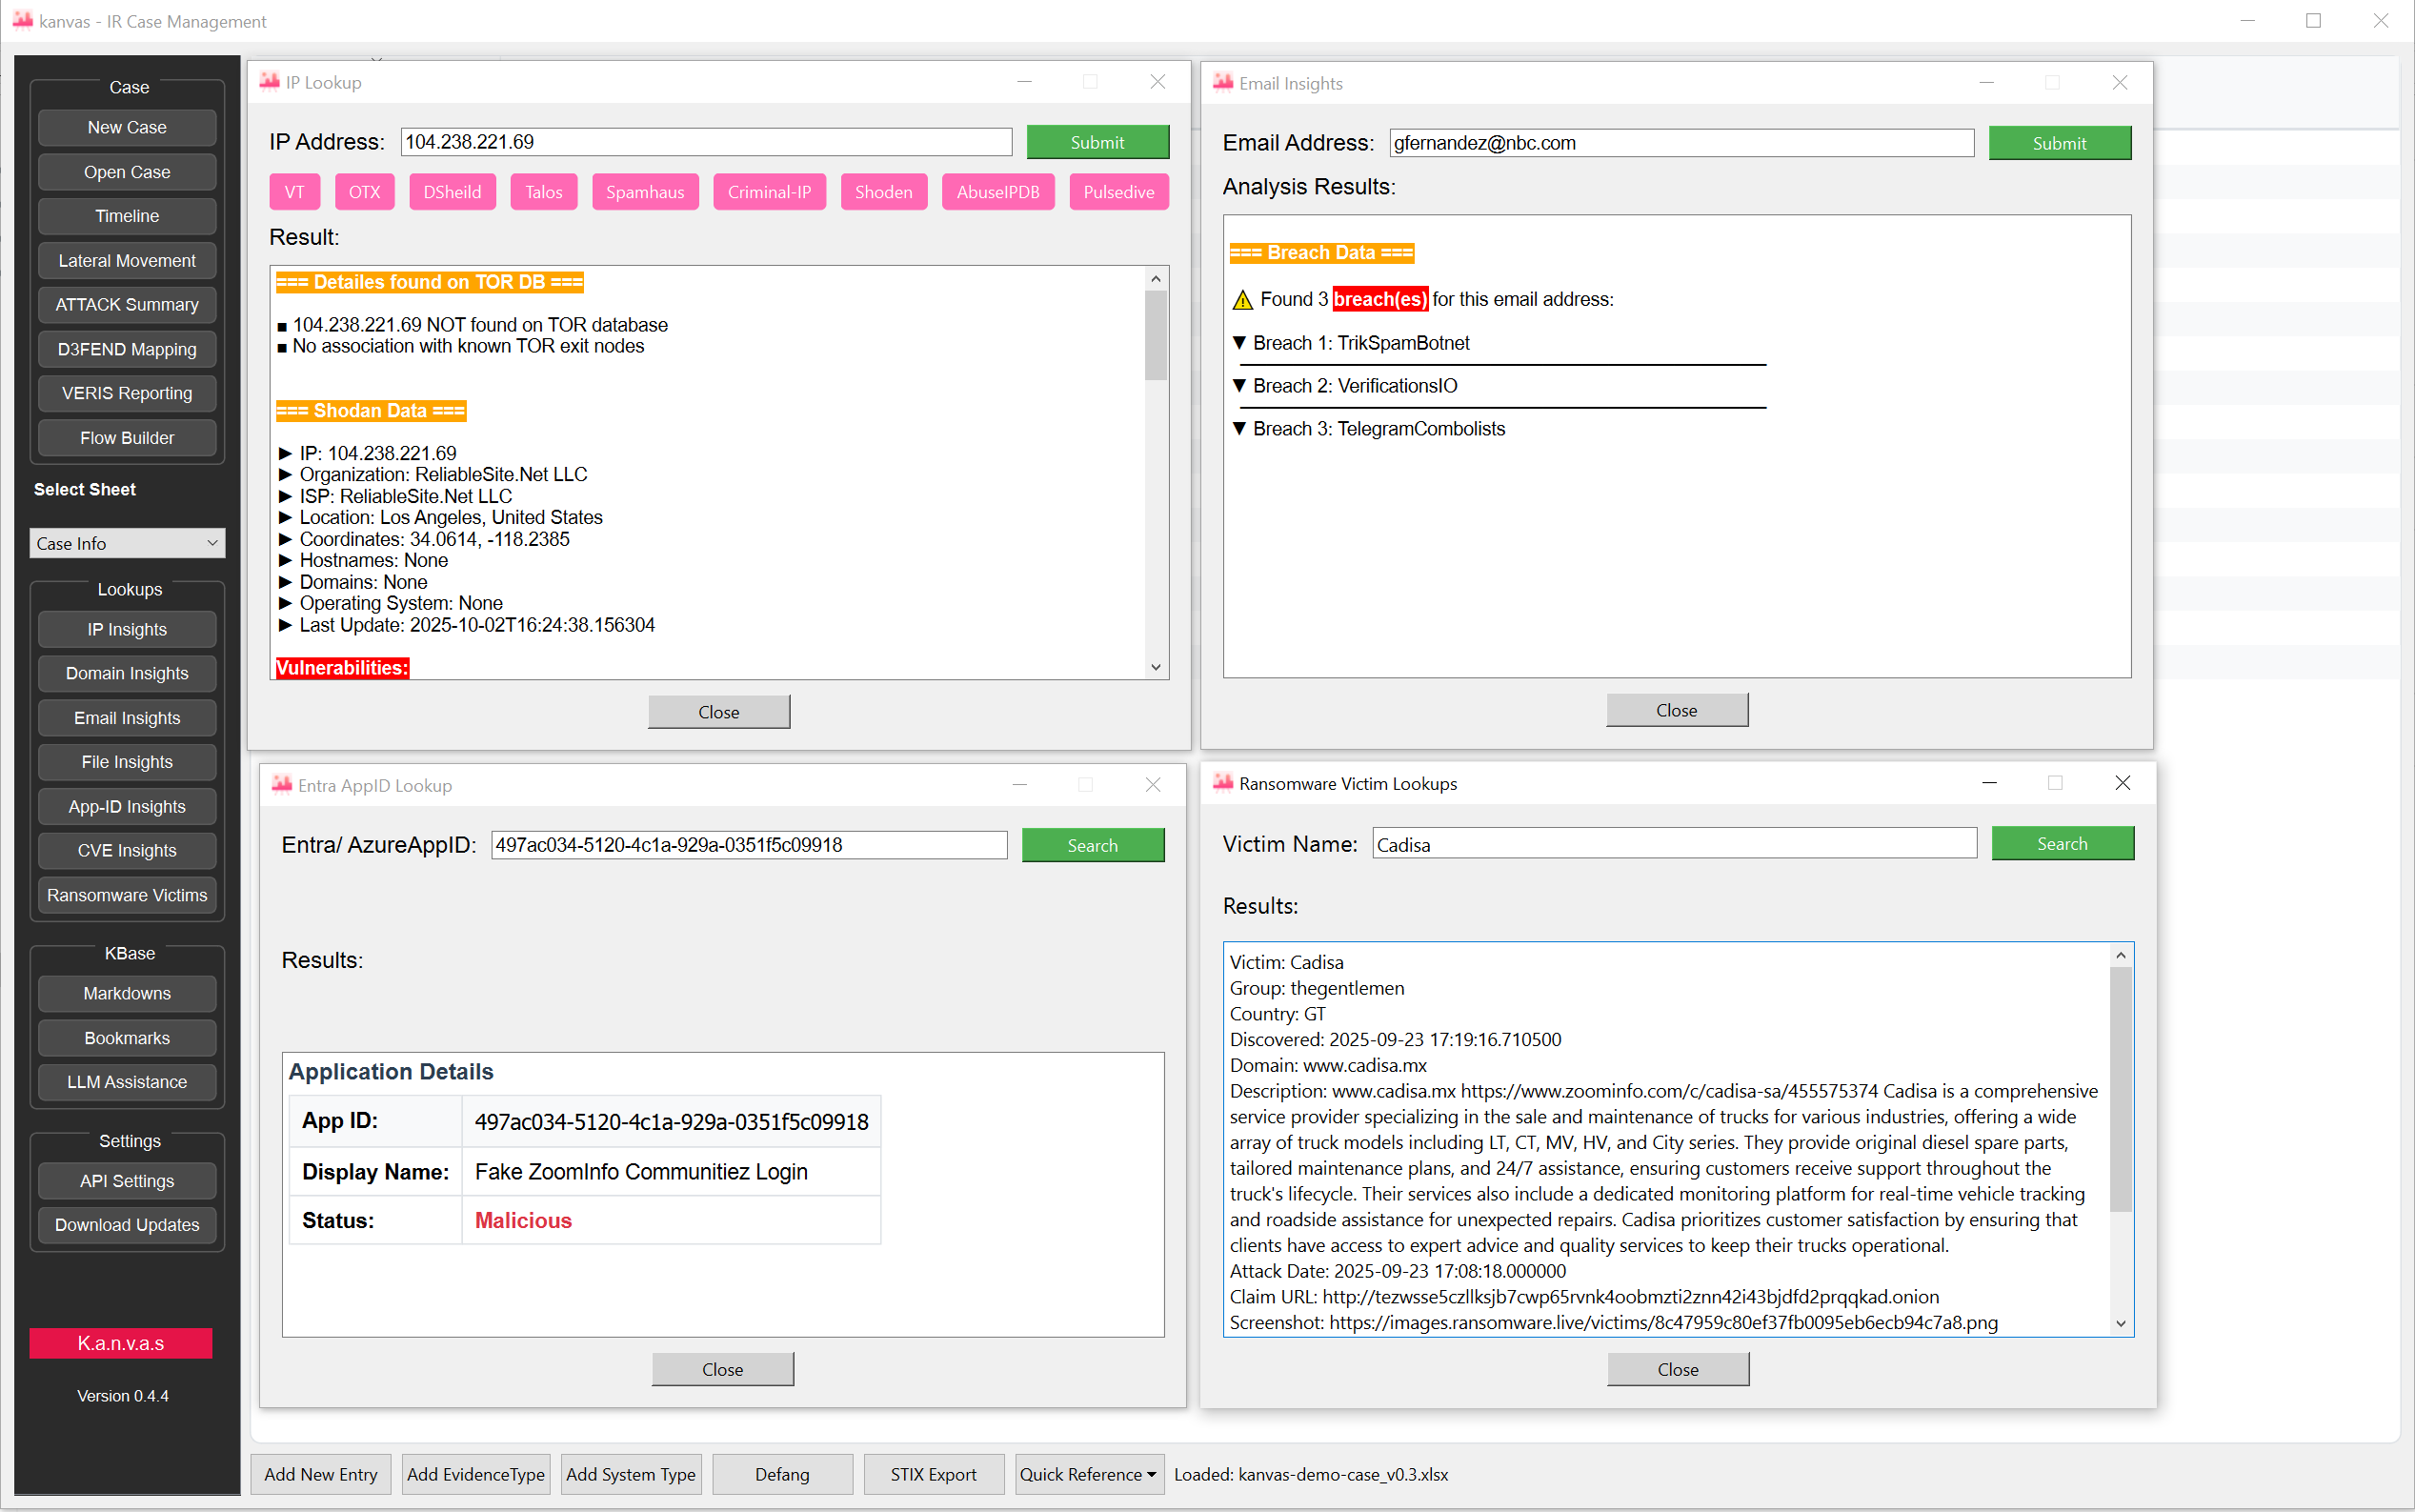 kanvas - IR Case Management
Case
New Case
Open Case
Timeline
Lateral Movement
ATTACK Summary
D3FEND Mapping
VERIS Reporting
Flow Builder
Select Sheet
Case Info
Lookups
IP Insights
Domain Insights
Email Insights
File Insights
App-ID Insights
CVE Insights
Ransomware Victims
KBase
Markdowns
Bookmarks
LLM Assistance
Settings
API Settings
Download Updates
K.a.n.v.a.s
Version 0.4.4
IP Lookup
IP Address: 104.238.221.69 Submit
VT OTX DSheild Talos Spamhaus Criminal-IP Shoden AbuseIPDB Pulsedive
Result:
=== Detailes found on TOR DB ===
■ 104.238.221.69 NOT found on TOR database
■ No association with known TOR exit nodes
=== Shodan Data ===
► IP: 104.238.221.69
► Organization: ReliableSite.Net LLC
► ISP: ReliableSite.Net LLC
► Location: Los Angeles, United States
► Coordinates: 34.0614, -118.2385
► Hostnames: None
► Domains: None
► Operating System: None
► Last Update: 2025-10-02T16:24:38.156304
Vulnerabilities:
Close
Email Insights
Email Address: gfernandez@nbc.com Submit
Analysis Results:
=== Breach Data ===
⚠ Found 3 breach(es) for this email address:
▼ Breach 1: TrikSpamBotnet
▼ Breach 2: VerificationsIO
▼ Breach 3: TelegramCombolists
Close
Entra AppID Lookup
Entra/ AzureAppID: 497ac034-5120-4c1a-929a-0351f5c09918 Search
Results:
Application Details
App ID: 497ac034-5120-4c1a-929a-0351f5c09918
Display Name: Fake ZoomInfo Communitiez Login
Status: Malicious
Close
Ransomware Victim Lookups
Victim Name: Cadisa Search
Results:
Victim: Cadisa
Group: thegentlemen
Country: GT
Discovered: 2025-09-23 17:19:16.710500
Domain: www.cadisa.mx
Description: www.cadisa.mx https://www.zoominfo.com/c/cadisa-sa/455575374 Cadisa is a comprehensive
service provider specializing in the sale and maintenance of trucks for various industries, offering a wide
array of truck models including LT, CT, MV, HV, and City series. They provide original diesel spare parts,
tailored maintenance plans, and 24/7 assistance, ensuring customers receive support throughout the
truck's lifecycle. Their services also include a dedicated monitoring platform for real-time vehicle tracking
and roadside assistance for unexpected repairs. Cadisa prioritizes customer satisfaction by ensuring that
clients have access to expert advice and quality services to keep their trucks operational.
Attack Date: 2025-09-23 17:08:18.000000
Claim URL: http://tezwsse5czllksjb7cwp65rvnk4oobmzti2znn42i43bjdfd2prqqkad.onion
Screenshot: https://images.ransomware.live/victims/8c47959c80ef37fb0095eb6ecb94c7a8.png
Close
Add New Entry Add EvidenceType Add System Type Defang STIX Export Quick Reference Loaded: kanvas-demo-case_v0.3.xlsx